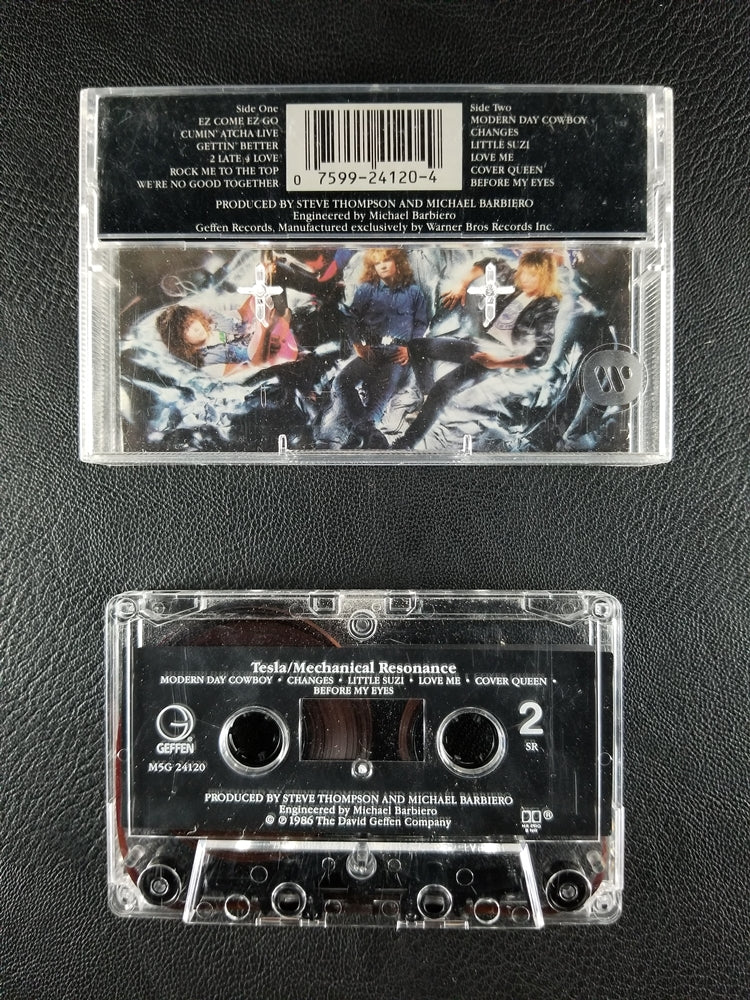 Side One
EZ COME EZ GO
CUMIN' ATCHA LIVE
GETTIN' BETTER
2 LATE 4 LOVE
ROCK ME TO THE TOP
WE'RE NO GOOD TOGETHER
0 7599-24120-4
Side Two
MODERN DAY COWBOY
CHANGES
LITTLE SUZI
LOVE ME
COVER QUEEN
BEFORE MY EYES
PRODUCED BY STEVE THOMPSON AND MICHAEL BARBIERO
Engineered by Michael Barbiero
Geffen Records, Manufactured exclusively by Warner Bros Records Inc.
Tesla/Mechanical Resonance
MODERN DAY COWBOY • CHANGES • LITTLE SUZI • LOVE ME • COVER QUEEN •
BEFORE MY EYES
G
GEFFEN®
M5G 24120
2
SR
PRODUCED BY STEVE THOMPSON AND MICHAEL BARBIERO
Engineered by Michael Barbiero
© ℗ 1986 The David Geffen Company